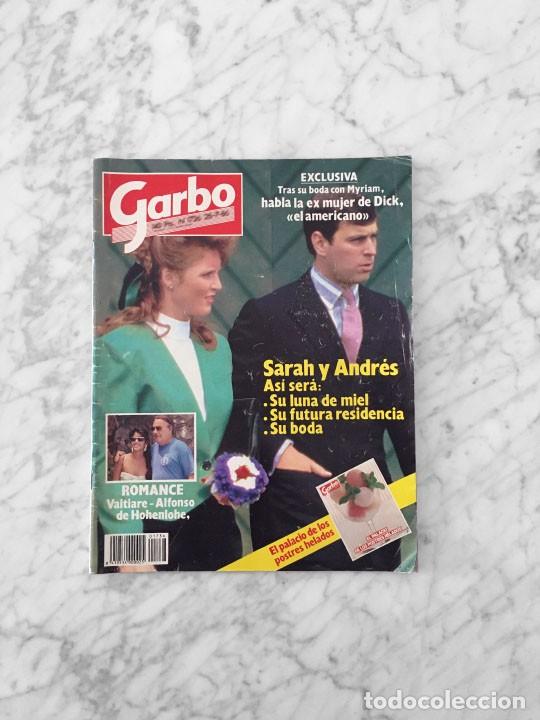 Garbo
EXCLUSIVA
Tras su boda con Myriam,
habla la ex mujer de Dick,
«el americano»
Sarah y Andrés
Así será:
.Su luna de miel
.Su futura residencia
.Su boda
ROMANCE
Vaitiare - Alfonso
de Hohenlohe,
El palacio de los
postres helados
Garbo
01734
todocoleccion